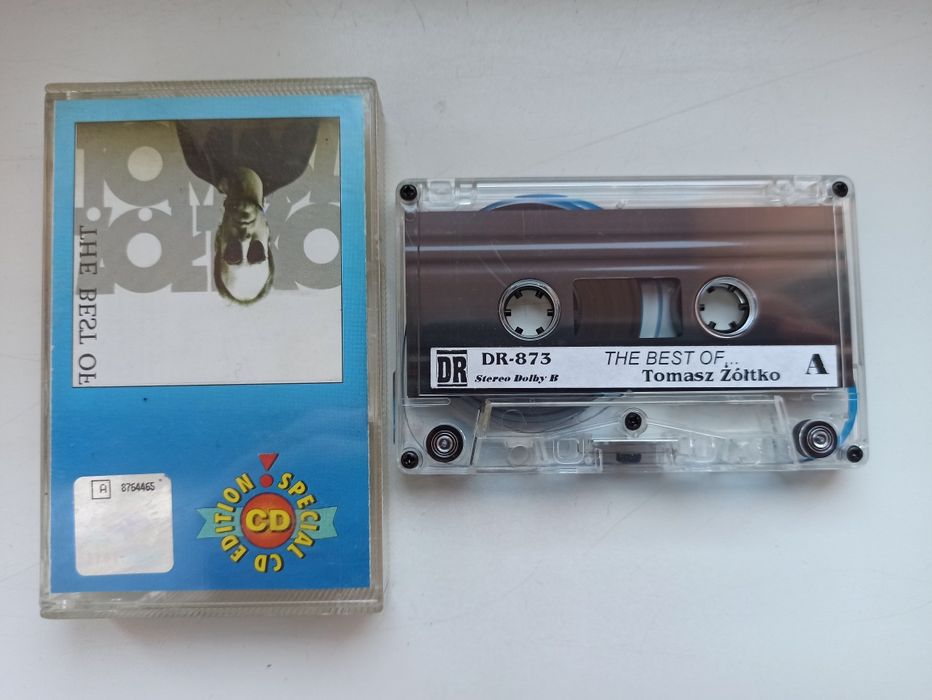 THE BEST OF
A 8754465
SPECIAL CD EDITION
CD
DR
DR-873
Stereo Dolby B
THE BEST OF...
Tomasz Żółtko
A